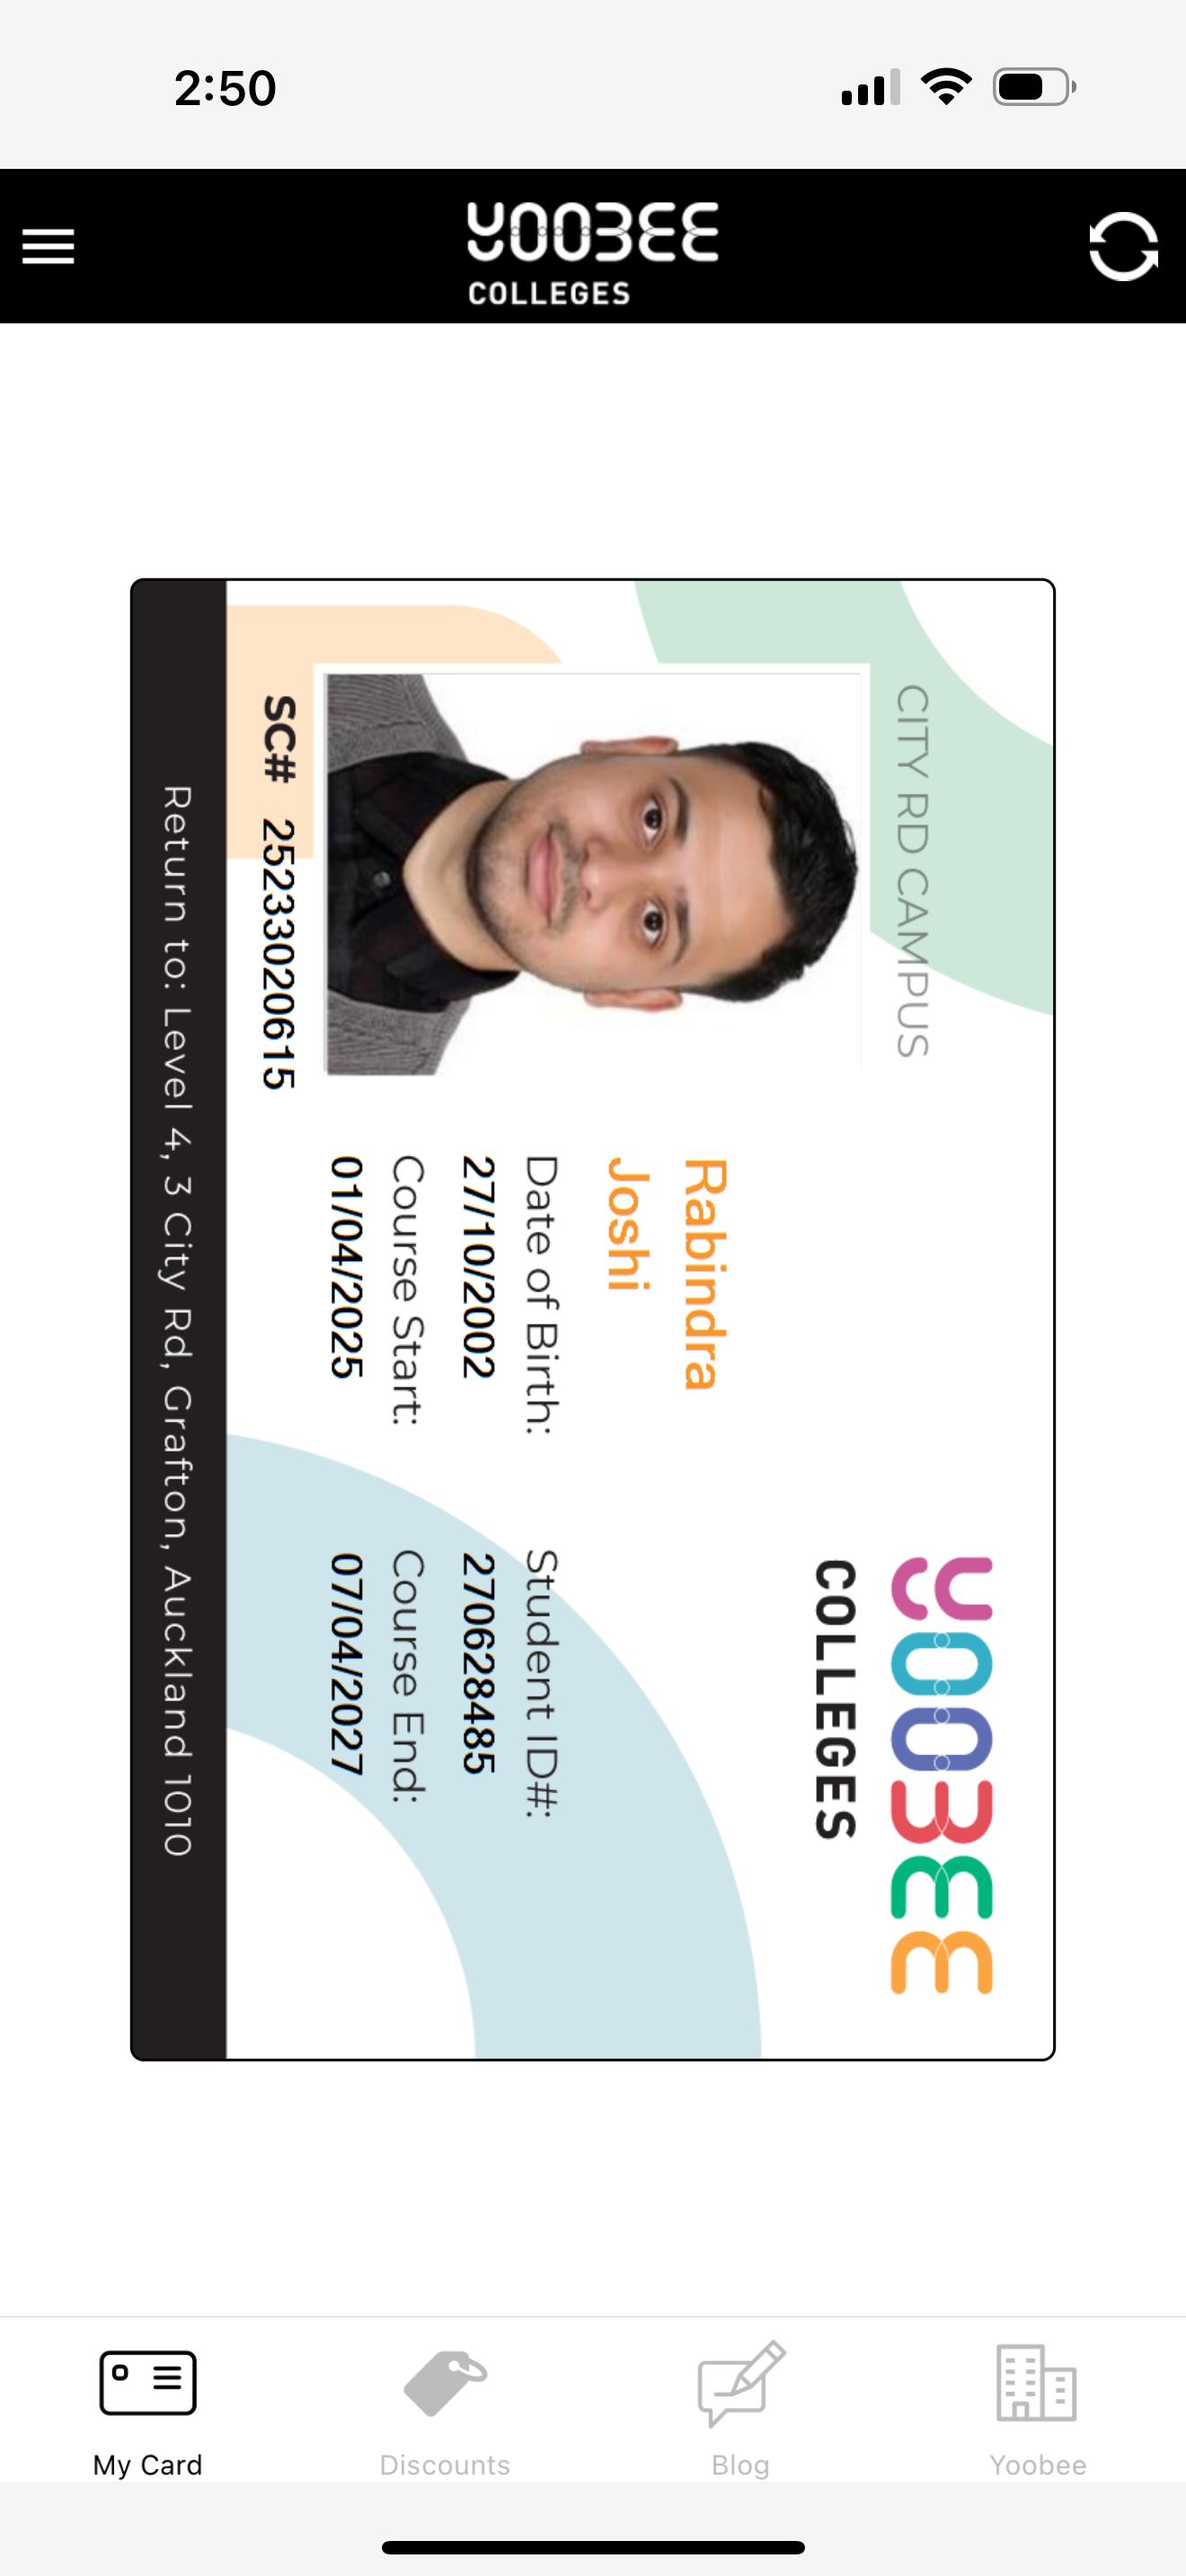 2:50
YOOBEE
COLLEGES
CITY RD CAMPUS
YOOBEE
COLLEGES
Rabindra
Joshi
Date of Birth: Student ID#:
27/10/2002 270628485
Course Start: Course End:
01/04/2025 07/04/2027
SC# 25233020615
Return to: Level 4, 3 City Rd, Grafton, Auckland 1010
My Card
Discounts
Blog
Yoobee